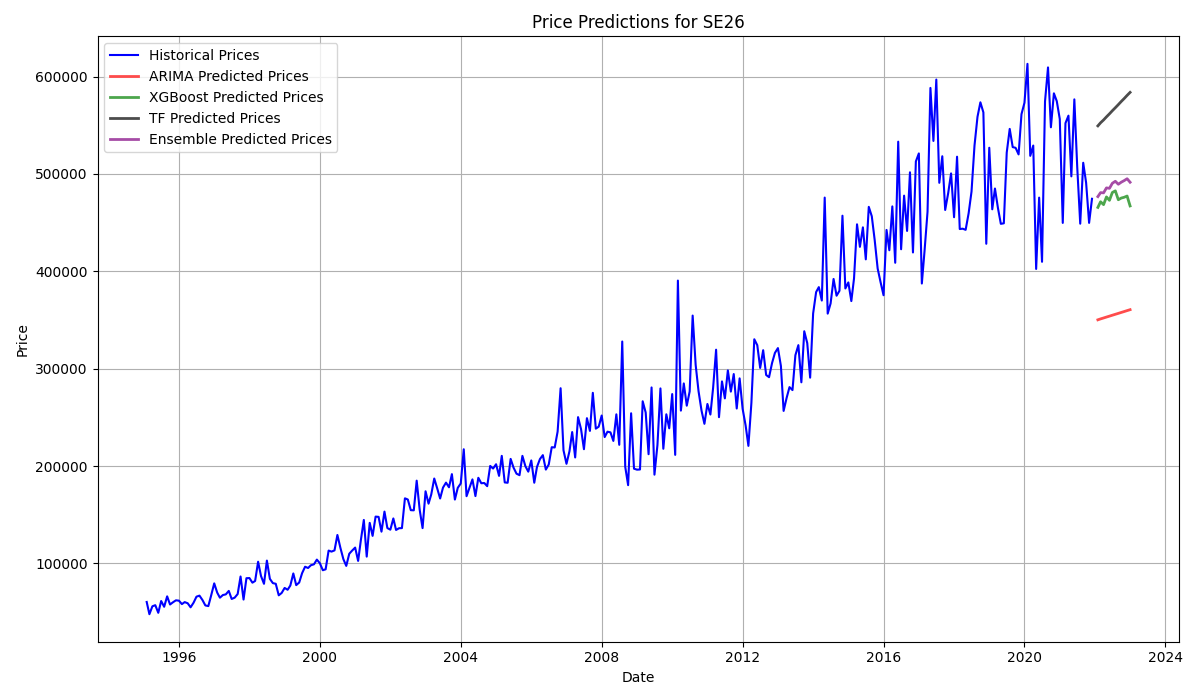 Price Predictions for SE26
Historical Prices
ARIMA Predicted Prices
XGBoost Predicted Prices
TF Predicted Prices
Ensemble Predicted Prices
600000
500000
400000
300000
200000
100000
Price
1996 2000 2004 2008 2012 2016 2020 2024
Date